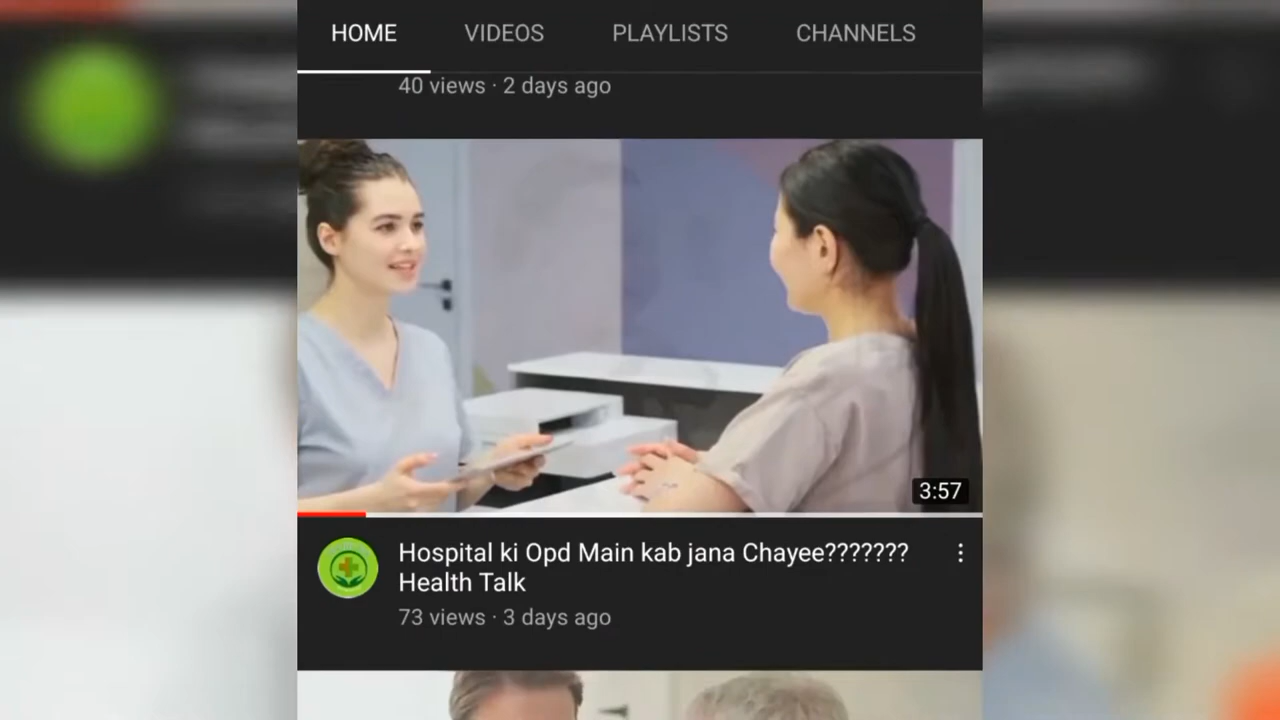 HOME VIDEOS PLAYLISTS CHANNELS
40 views · 2 days ago
3:57
Hospital ki Opd Main kab jana Chayee???????
Health Talk
73 views · 3 days ago